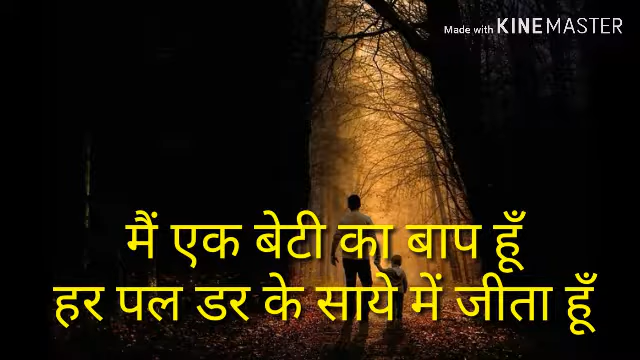 Made with KINEMASTER
मैं एक बेटी का बाप हूँ
हर पल डर के साये में जीता हूँ